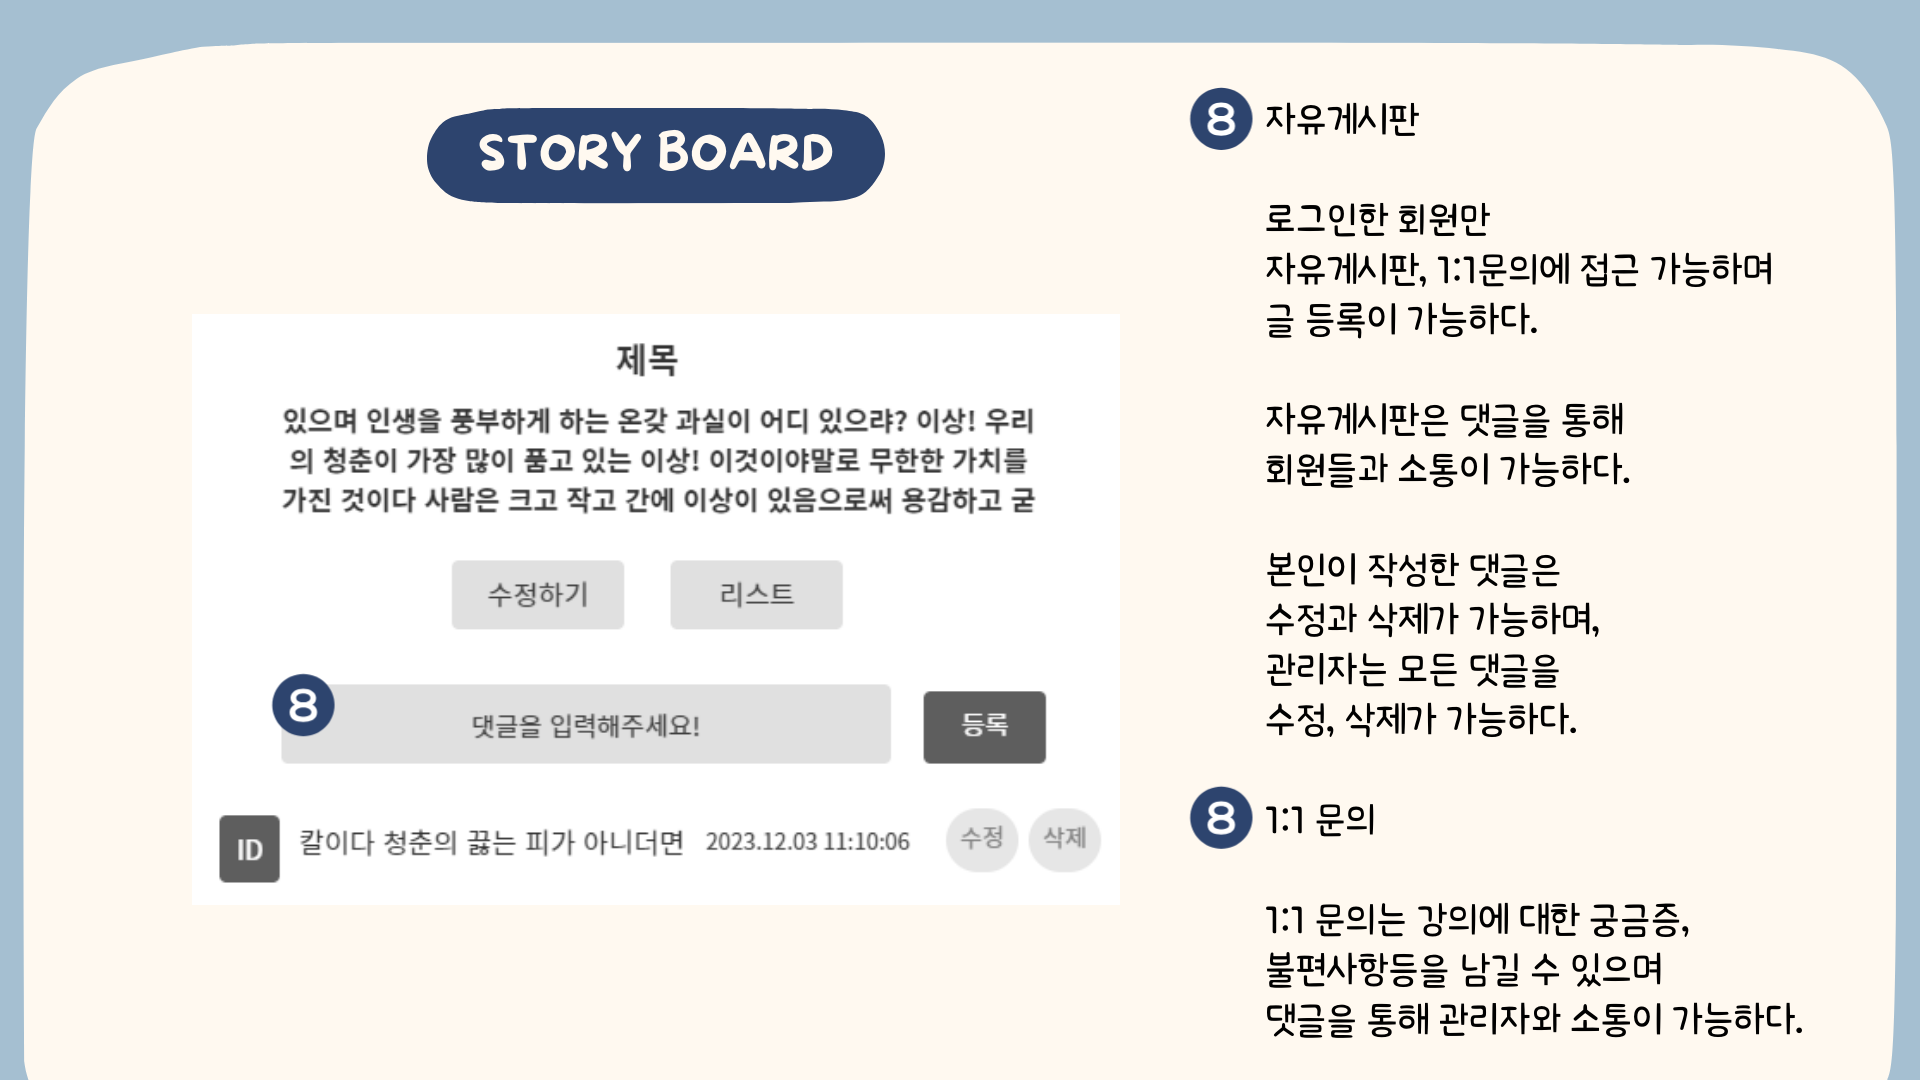 STORY BOARD
제목
있으며 인생을 풍부하게 하는 온갖 과실이 어디 있으랴? 이상! 우리
의 청춘이 가장 많이 품고 있는 이상! 이것이야말로 무한한 가치를
가진 것이다 사람은 크고 작고 간에 이상이 있음으로써 용감하고 굳
수정하기
리스트
8
댓글을 입력해주세요!
등록
ID
칼이다 청춘의 끓는 피가 아니더면
2023.12.03 11:10:06
수정
삭제
8 자유게시판
로그인한 회원만
자유게시판, 1:1문의에 접근 가능하며
글 등록이 가능하다.
자유게시판은 댓글을 통해
회원들과 소통이 가능하다.
본인이 작성한 댓글은
수정과 삭제가 가능하며,
관리자는 모든 댓글을
수정, 삭제가 가능하다.
8 1:1 문의
1:1 문의는 강의에 대한 궁금증,
불편사항등을 남길 수 있으며
댓글을 통해 관리자와 소통이 가능하다.